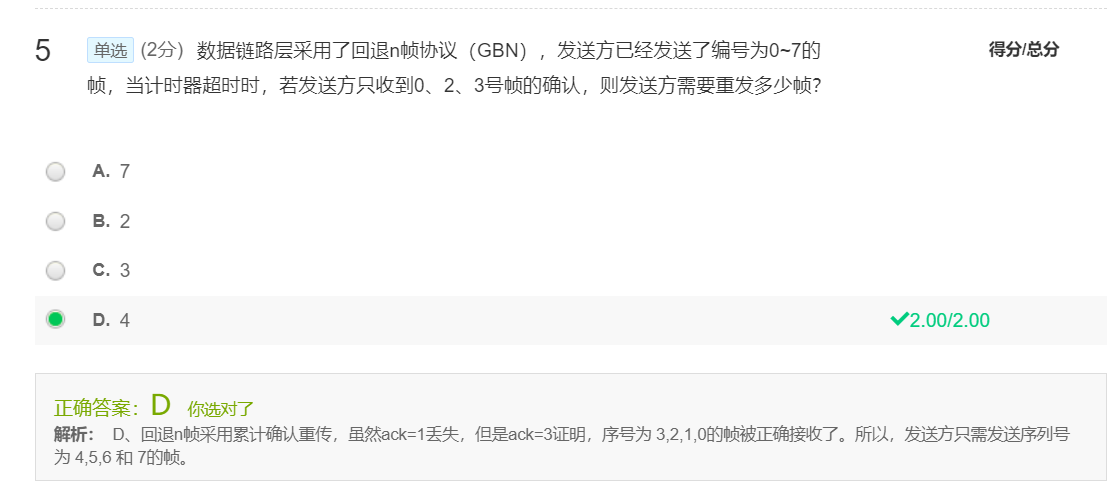 5 单选 (2分) 数据链路层采用了回退n帧协议（GBN），发送方已经发送了编号为0~7的 得分/总分
帧，当计时器超时时，若发送方只收到0、2、3号帧的确认，则发送方需要重发多少帧?
A. 7
B. 2
C. 3
D. 4 2.00/2.00
正确答案：D 你选对了
解析： D、回退n帧采用累计确认重传，虽然ack=1丢失，但是ack=3证明，序号为 3,2,1,0的帧被正确接收了。所以，发送方只需发送序列号
为 4,5,6 和 7的帧。